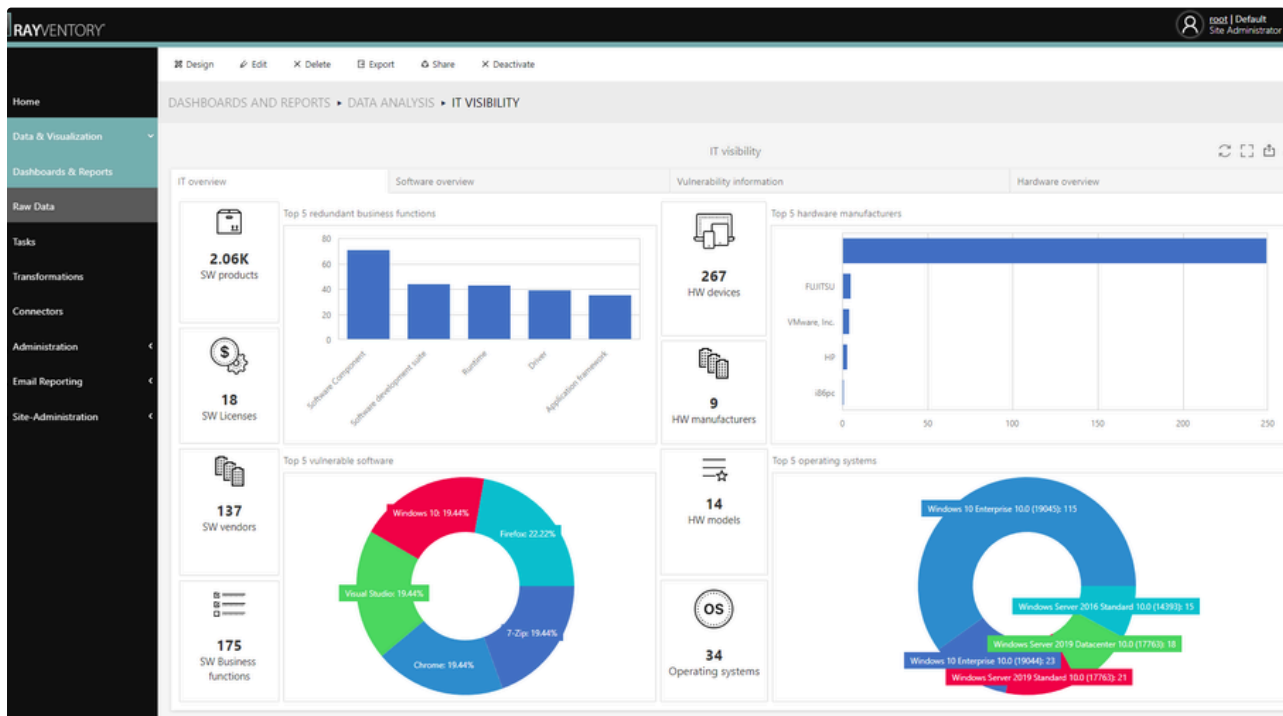 RAYVENTORY
root | Default
Site Administrator
Design Edit Delete Export Share Deactivate
Home
Data & Visualization
Dashboards & Reports
Raw Data
Tasks
Transformations
Connectors
Administration
Email Reporting
Site-Administration
DASHBOARDS AND REPORTS ▸ DATA ANALYSIS ▸ IT VISIBILITY
IT visibility
IT overview
Software overview
Vulnerability information
Hardware overview
2.06K
SW products
18
SW Licenses
137
SW vendors
175
SW Business
functions
Top 5 redundant business functions
80
60
40
20
0
Software Component
Software development suite
Runtime
Driver
Application framework
Top 5 vulnerable software
Windows 10: 19.44%
Firefox: 22.22%
Visual Studio: 19.44%
7-Zip: 19.44%
Chrome: 19.44%
267
HW devices
9
HW manufacturers
14
HW models
OS
34
Operating systems
Top 5 hardware manufacturers
FUJITSU
VMware, Inc.
HP
i86pc
0 50 100 150 200 250
Top 5 operating systems
Windows 10 Enterprise 10.0 (19045): 115
Windows Server 2016 Standard 10.0 (14393): 15
Windows Server 2019 Datacenter 10.0 (17763): 18
Windows 10 Enterprise 10.0 (19044): 23
Windows Server 2019 Standard 10.0 (17763): 21